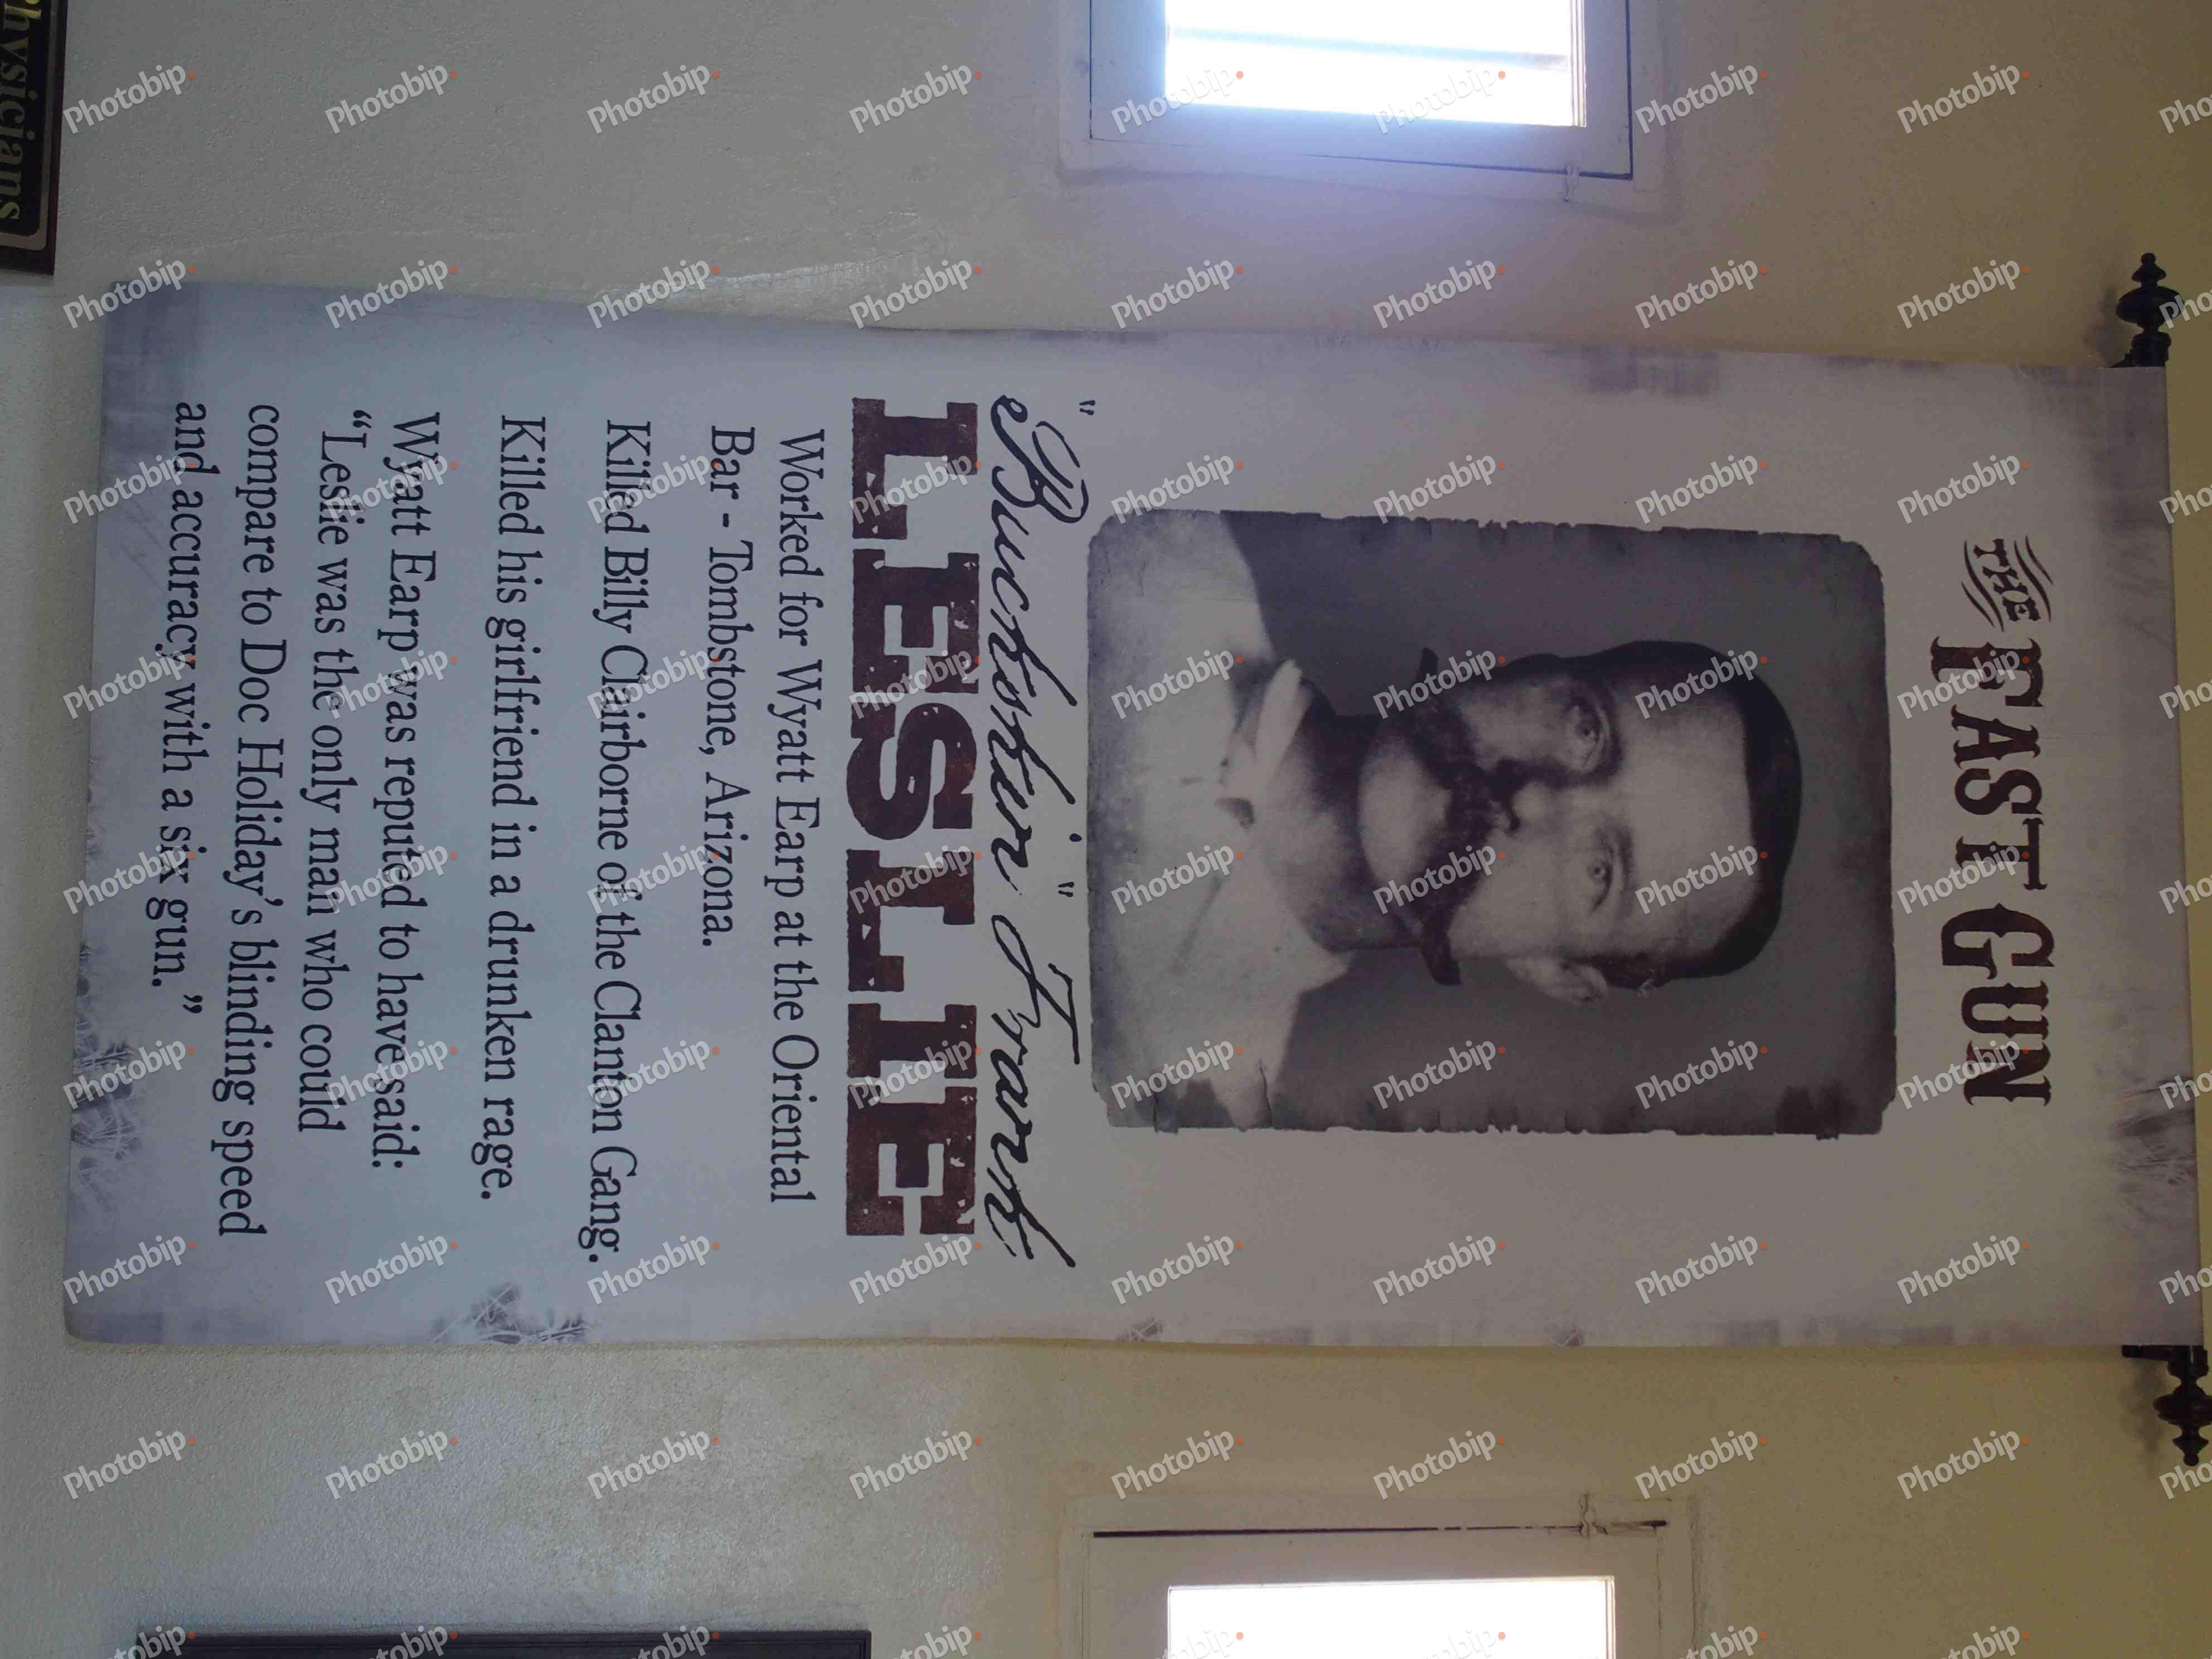 THE FAST GUN
"Buckskin" Frank
LESLIE
Worked for Wyatt Earp at the Oriental
Bar - Tombstone, Arizona.
Killed Billy Clairborne of the Clanton Gang.
Killed his girlfriend in a drunken rage.
Wyatt Earp was reputed to have said:
“Leslie was the only man who could
compare to Doc Holiday’s blinding speed
and accuracy with a six gun.”
Physicians
Photobip